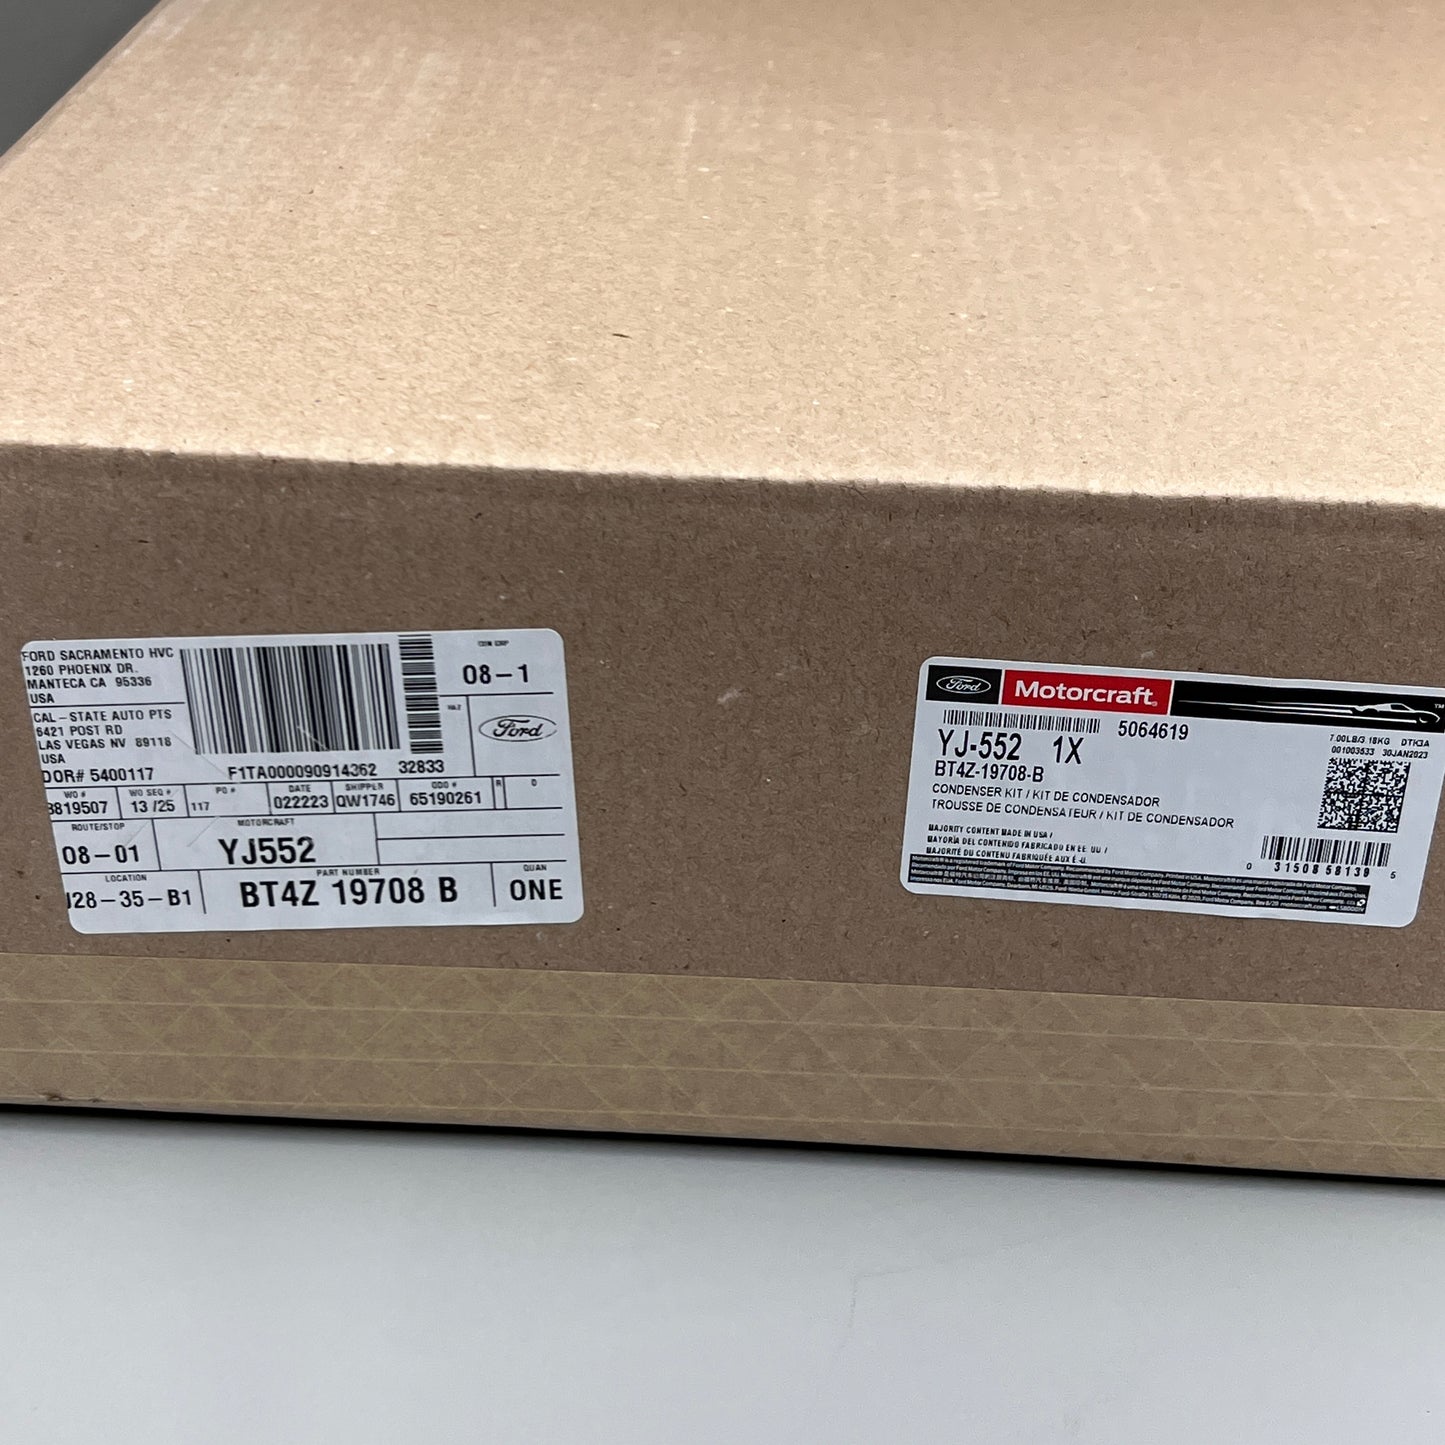 FORD SACRAMENTO HVC
1260 PHOENIX DR.
MANTECA CA 95336
USA
CAL-STATE AUTO PTS
6421 POST RD
LAS VEGAS NV 89118
USA
DOR# 5400117
F1TA000090914362 32833
08-1
HAZ
Ford
WO #
8819507
WO SEQ #
13 /25
PO #
117
DATE
022223
SHIPPER
QW1746
ODO #
65190261
R
O
ROUTE/STOP
08-01
MOTORCRAFT
YJ552
LOCATION
J28-35-B1
PART NUMBER
BT4Z 19708 B
QUAN
ONE
Ford Motorcraft
5064619
YJ-552 1X
BT4Z-19708-B
CONDENSER KIT / KIT DE CONDENSADOR
TROUSSE DE CONDENSATEUR / KIT DE CONDENSADOR
7.00LB/3.18KG DTK3A
001003533 30JAN2023
MAJORITY CONTENT MADE IN USA /
MAYORÍA DEL CONTENIDO FABRICADO EN EE. UU. /
MAJORITÉ DU CONTENU FABRIQUÉE AUX É.-U.
0 31508 58139 5